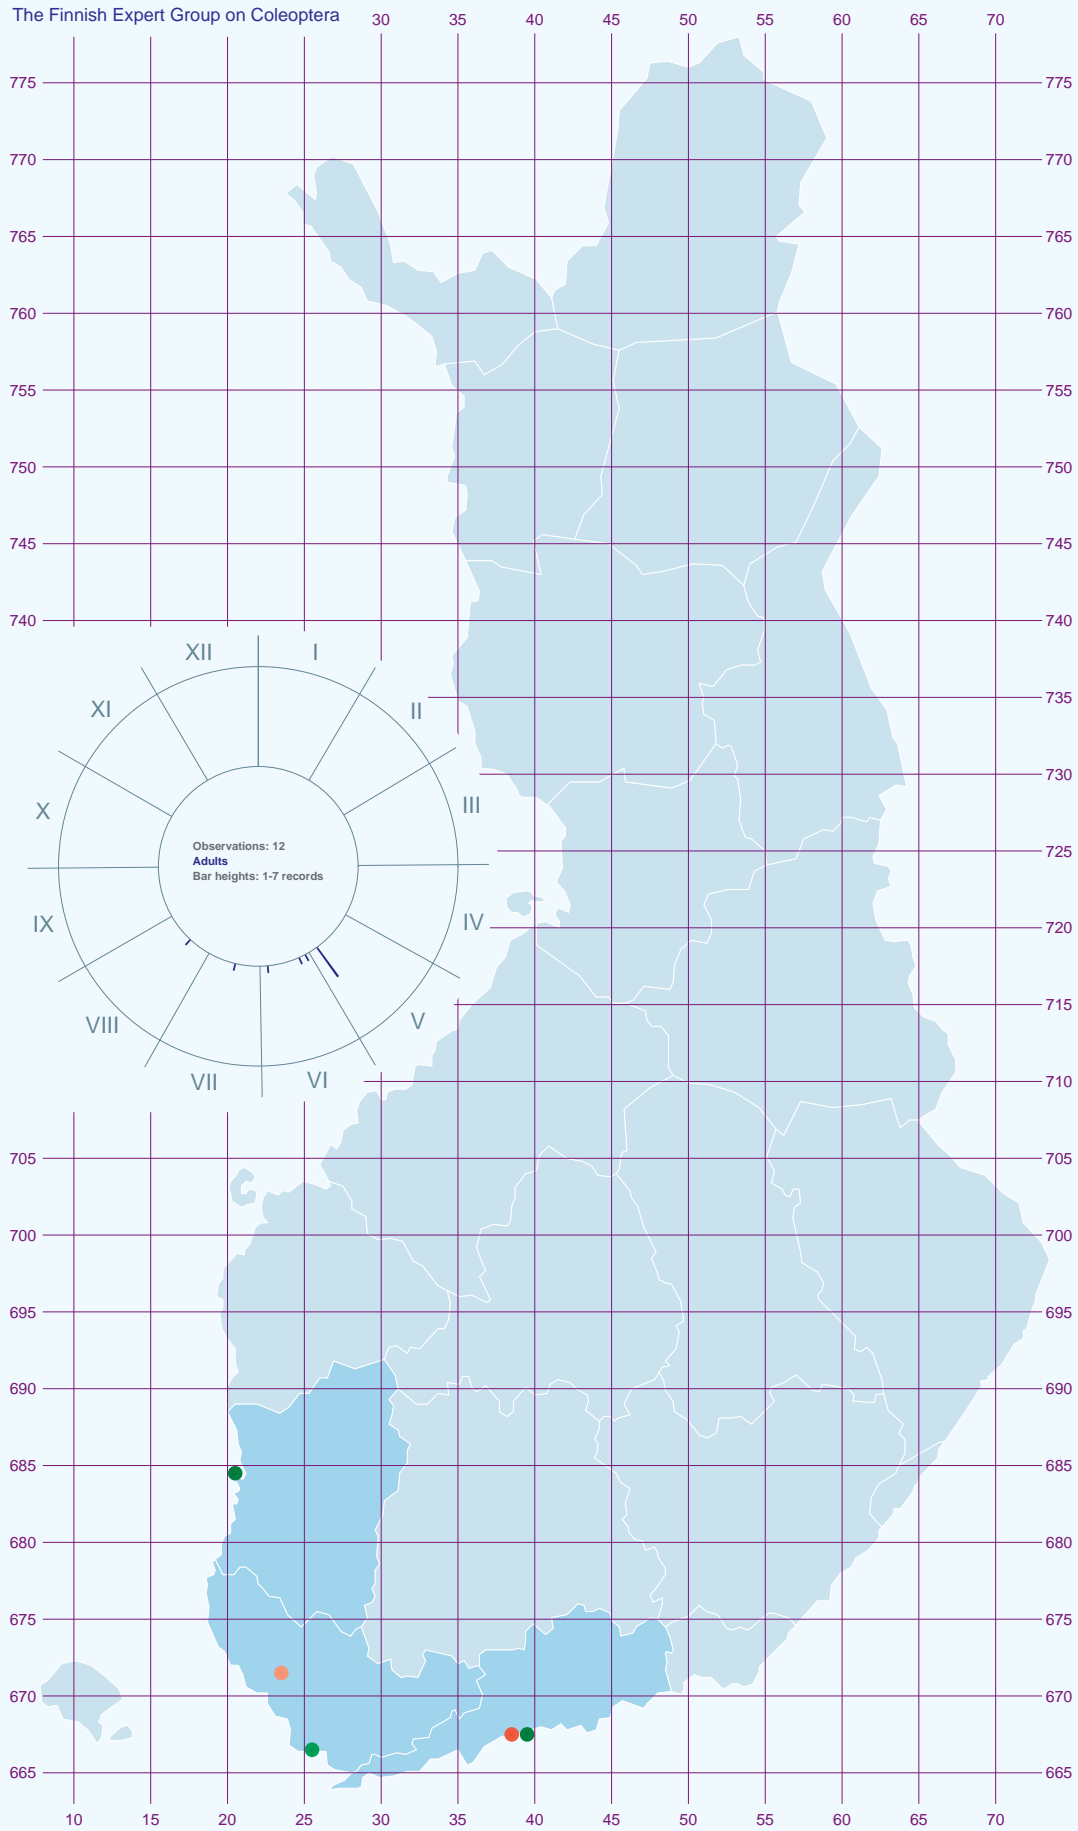 The Finnish Expert Group on Coleoptera
30 35 40 45 50 55 60 65 70
775 775
770 770
765 765
760 760
755 755
750 750
745 745
740 740
XII I
XI II
735
730
X III
725
IX IV
720
VIII V
715
VII VI
710
Observations: 12
Adults
Bar heights: 1-7 records
705 705
700 700
695 695
690 690
685 685
680 680
675 675
670 670
665 665
10 15 20 25 30 35 40 45 50 55 60 65 70